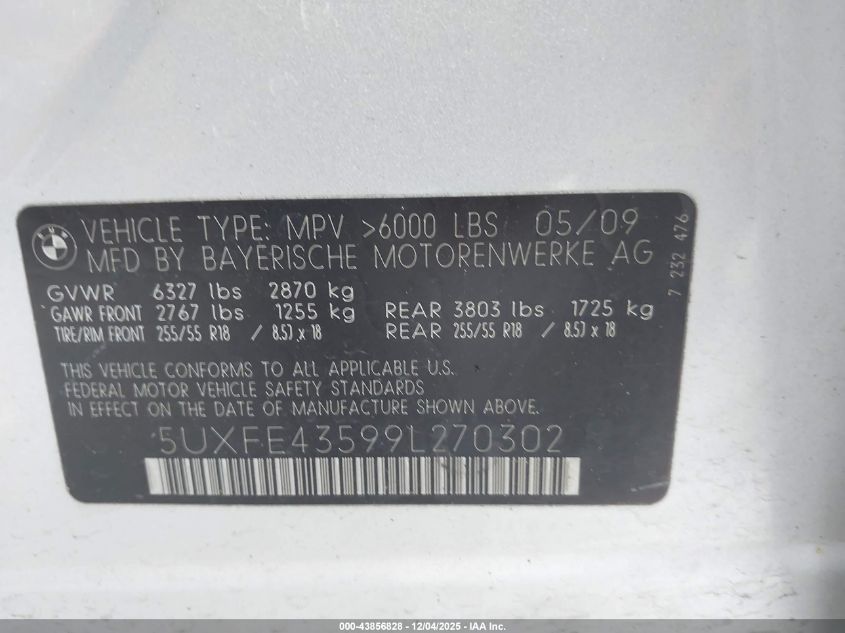 BMW
VEHICLE TYPE: MPV >6000 LBS 05/09
MFD BY BAYERISCHE MOTORENWERKE AG
GVWR 6327 lbs 2870 kg
GAWR FRONT 2767 lbs 1255 kg REAR 3803 lbs 1725 kg
TIRE/RIM FRONT 255/55 R18 / 8.5J x 18 REAR 255/55 R18 / 8.5J x 18
THIS VEHICLE CONFORMS TO ALL APPLICABLE U.S.
FEDERAL MOTOR VEHICLE SAFETY STANDARDS
IN EFFECT ON THE DATE OF MANUFACTURE SHOWN ABOVE.
5UXFE43599L270302
7 232 476
000-43856828 - 12/04/2025 - IAA Inc.